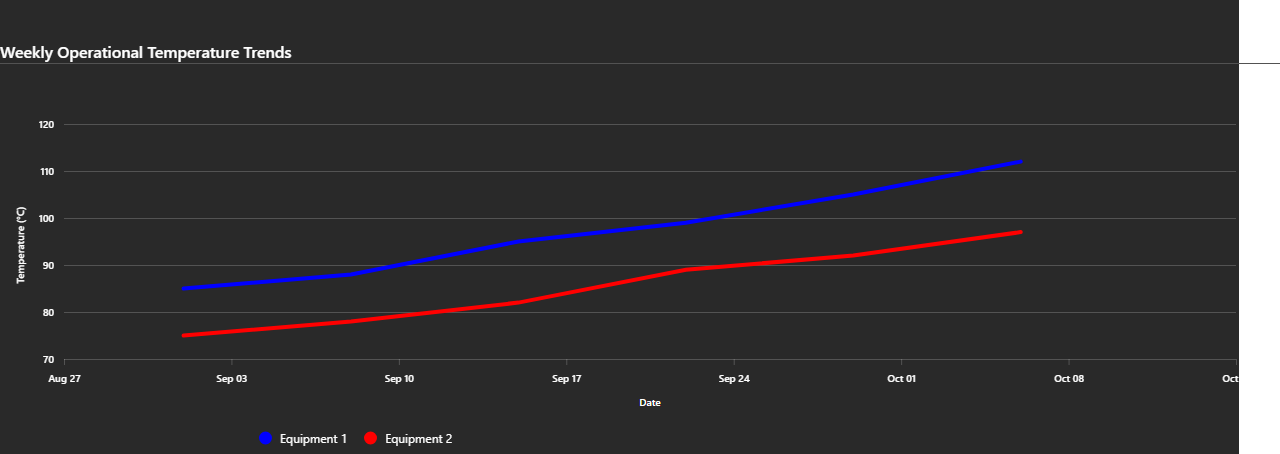 Weekly Operational Temperature Trends
120
110
100
90
80
70
Temperature (°C)
Aug 27 Sep 03 Sep 10 Sep 17 Sep 24 Oct 01 Oct 08 Oct
Date
Equipment 1 Equipment 2